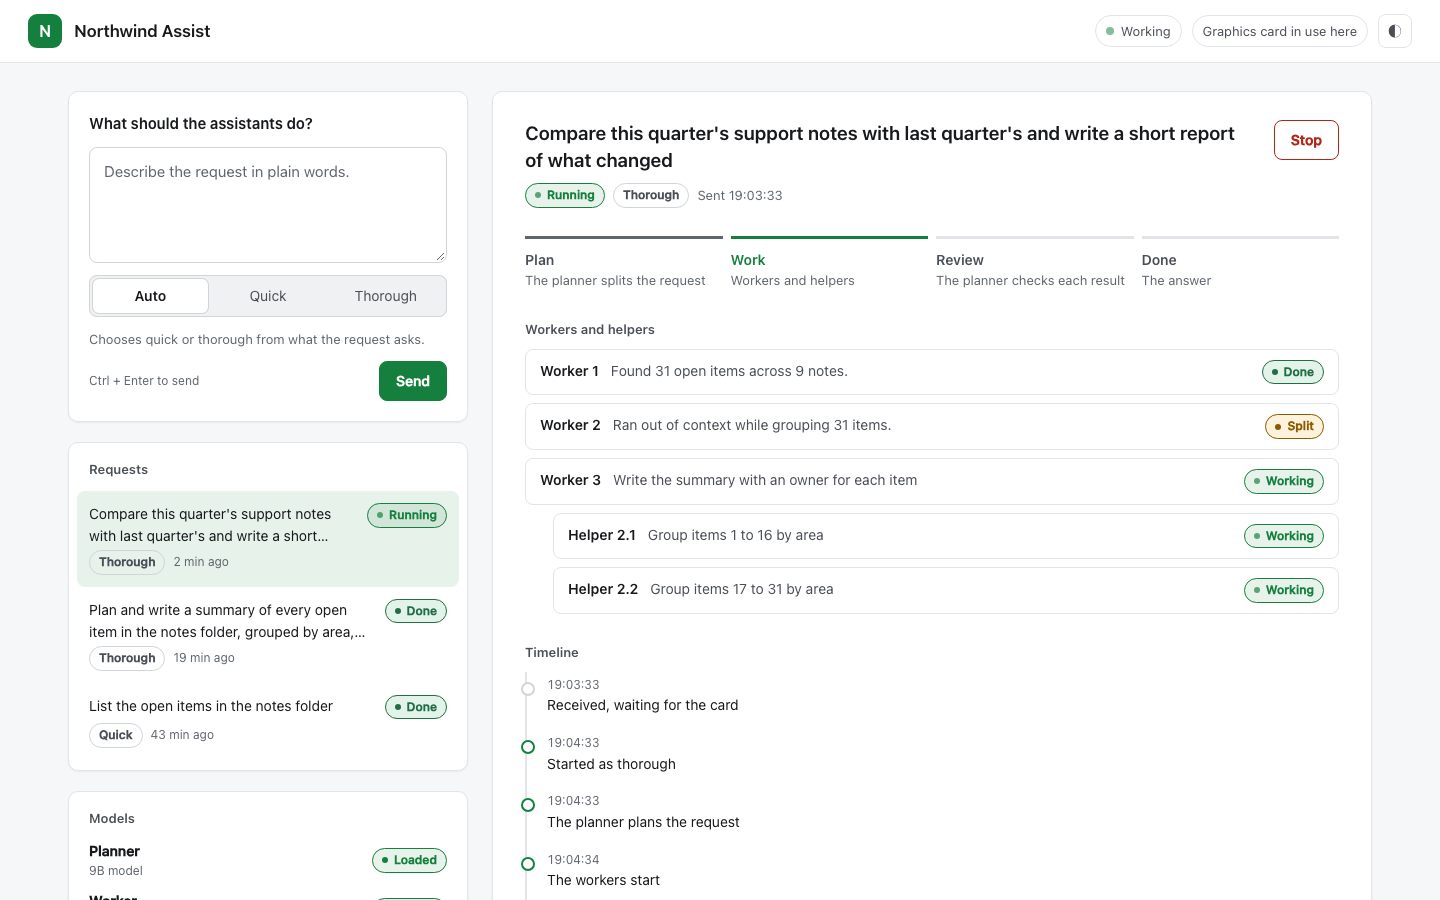 N
Northwind Assist
Working
Graphics card in use here
What should the assistants do?
Describe the request in plain words.
Auto
Quick
Thorough
Chooses quick or thorough from what the request asks.
Ctrl + Enter to send
Send
Requests
Compare this quarter's support notes
with last quarter's and write a short...
Running
Thorough
2 min ago
Plan and write a summary of every open
item in the notes folder, grouped by area,...
Done
Thorough
19 min ago
List the open items in the notes folder
Done
Quick
43 min ago
Models
Planner
9B model
Loaded
Worker
Compare this quarter's support notes with last quarter's and write a short report
of what changed
Stop
Running
Thorough
Sent 19:03:33
Plan
The planner splits the request
Work
Workers and helpers
Review
The planner checks each result
Done
The answer
Workers and helpers
Worker 1 Found 31 open items across 9 notes.
Done
Worker 2 Ran out of context while grouping 31 items.
Split
Worker 3 Write the summary with an owner for each item
Working
Helper 2.1 Group items 1 to 16 by area
Working
Helper 2.2 Group items 17 to 31 by area
Working
Timeline
19:03:33
Received, waiting for the card
19:04:33
Started as thorough
19:04:33
The planner plans the request
19:04:34
The workers start